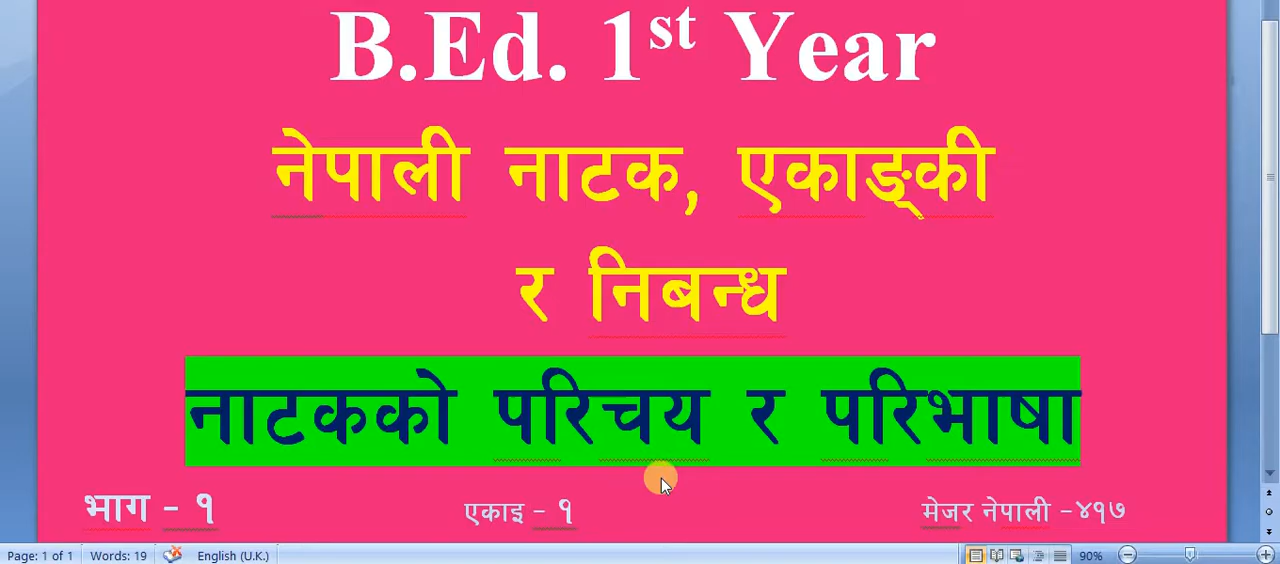 B.Ed. 1st Year
नेपाली नाटक, एकाङ्की
र निबन्ध
नाटकको परिचय र परिभाषा
भाग - १ एकाइ - १ मेजर नेपाली -४१७
Page: 1 of 1 Words: 19 English (U.K.) 90%